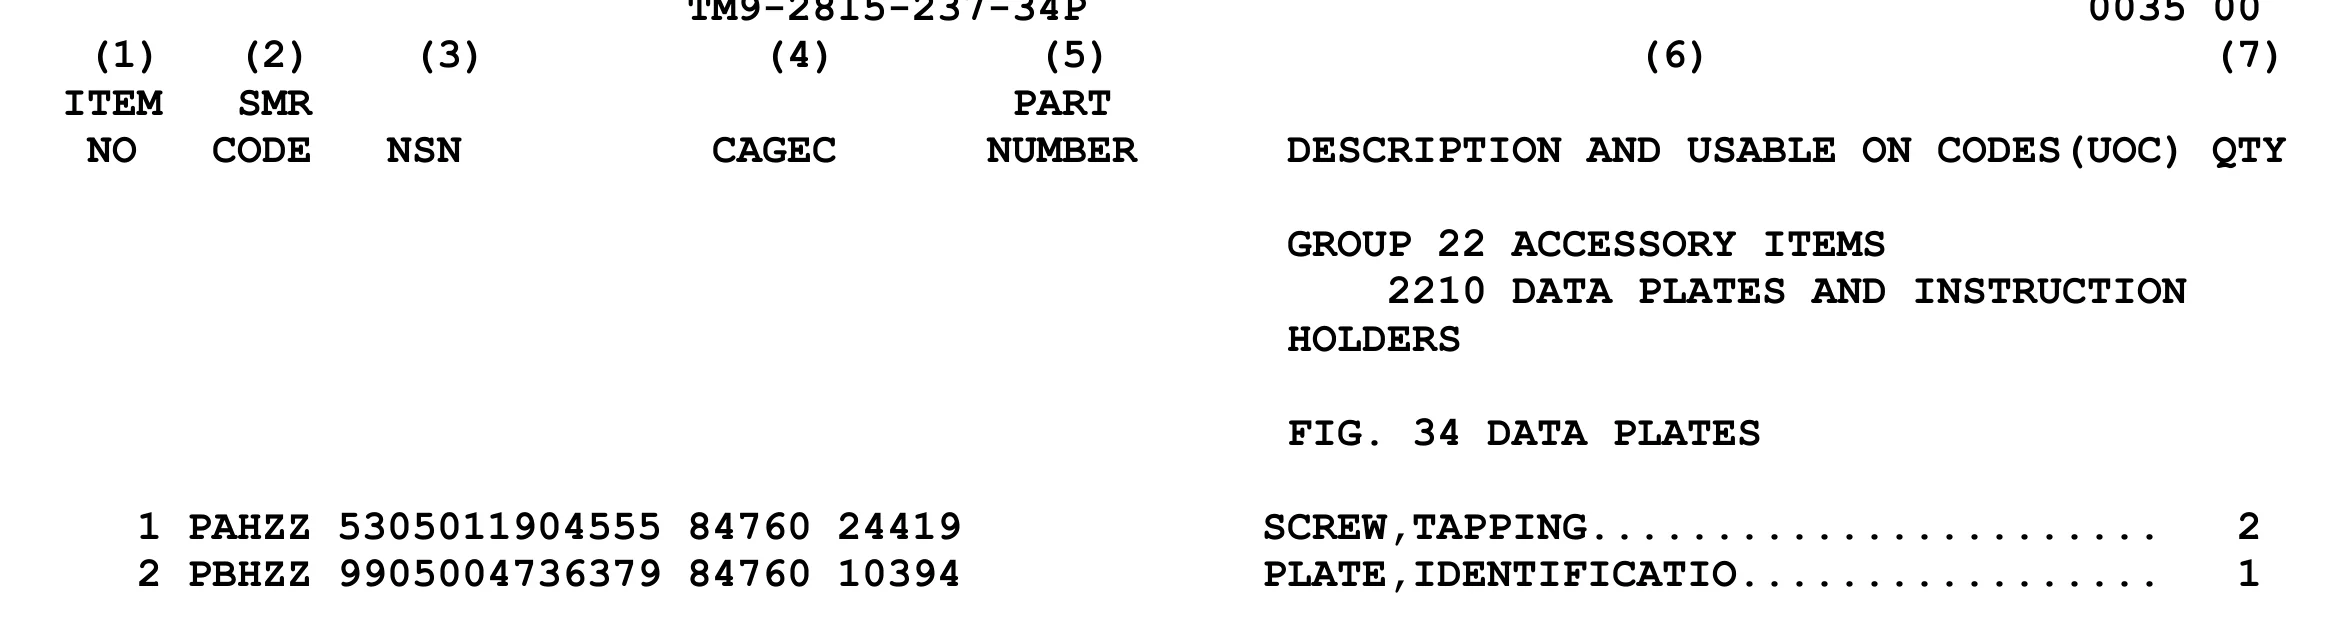 TM9-2815-237-34P 0035 00
(1) (2) (3) (4) (5) (6) (7)
ITEM SMR PART
NO CODE NSN CAGEC NUMBER DESCRIPTION AND USABLE ON CODES(UOC) QTY
GROUP 22 ACCESSORY ITEMS
2210 DATA PLATES AND INSTRUCTION
HOLDERS
FIG. 34 DATA PLATES
1 PAHZZ 5305011904555 84760 24419 SCREW,TAPPING....................... 2
2 PBHZZ 9905004736379 84760 10394 PLATE,IDENTIFICATIO................. 1